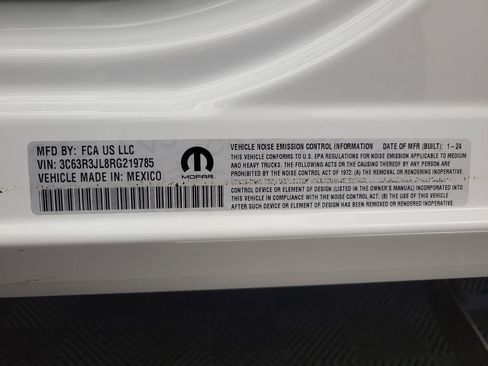 MFD BY: FCA US LLC
VIN: 3C63R3JL8RG219785
VEHICLE MADE IN: MEXICO
MOPAR
VEHICLE NOISE EMISSION CONTROL INFORMATION DATE OF MFR (BUILT): 1-24
THIS VEHICLE CONFORMS TO U.S. EPA REGULATIONS FOR NOISE EMISSION APPLICABLE TO MEDIUM
AND HEAVY TRUCKS. THE FOLLOWING ACTS OR CAUSING THEREOF BY ANY PERSON ARE PROHIBITED BY
THE NOISE CONTROL ACT OF 1972: (A) THE REMOVAL OR RENDERING INOPERATIVE,
CONTROL DEVICE OR ELEMENT OF DESIGN (LISTED IN THE OWNER'S MANUAL) INCORPORATED
INTO THIS VEHICLE IN COMPLIANCE WITH THE NOISE CONTROL ACT; (B) THE USE OF THIS VEHICLE
AFTER SUCH DEVICE OR ELEMENT OF DESIGN HAS BEEN REMOVED OR RENDERED INOPERATIVE.